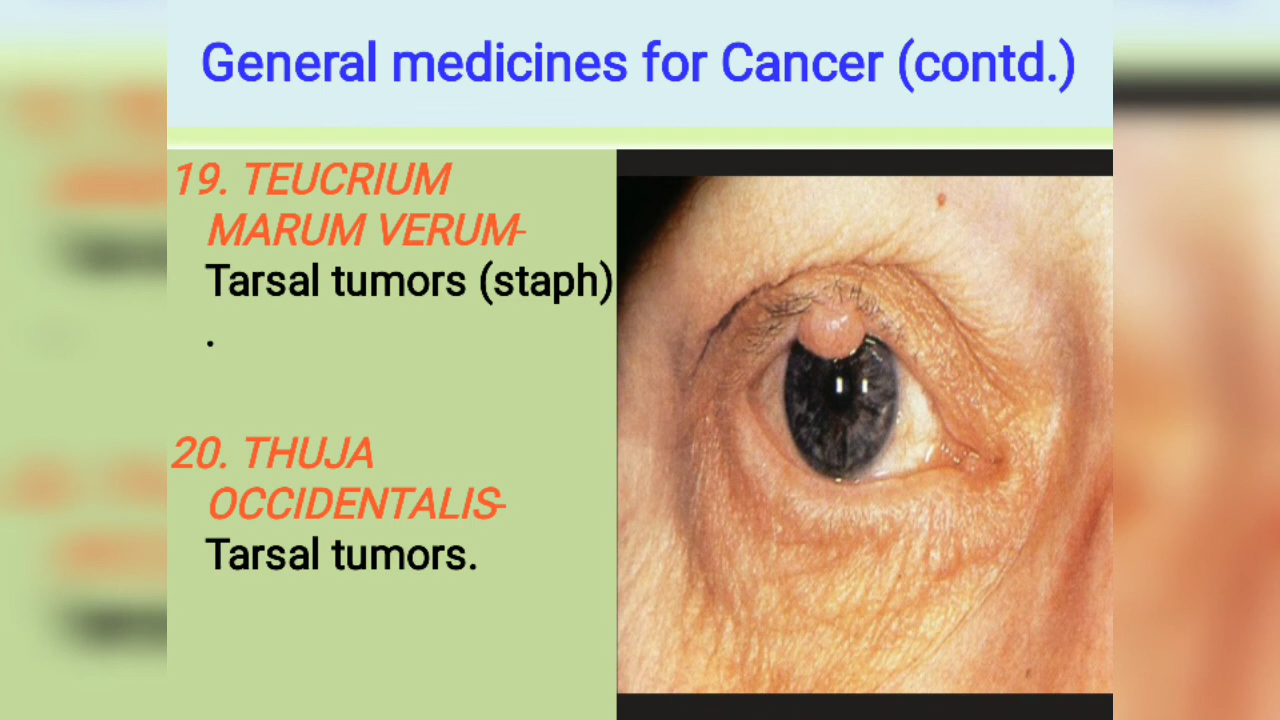 General medicines for Cancer (contd.)
19. TEUCRIUM
MARUM VERUM-
Tarsal tumors (staph)
.
20. THUJA
OCCIDENTALIS-
Tarsal tumors.